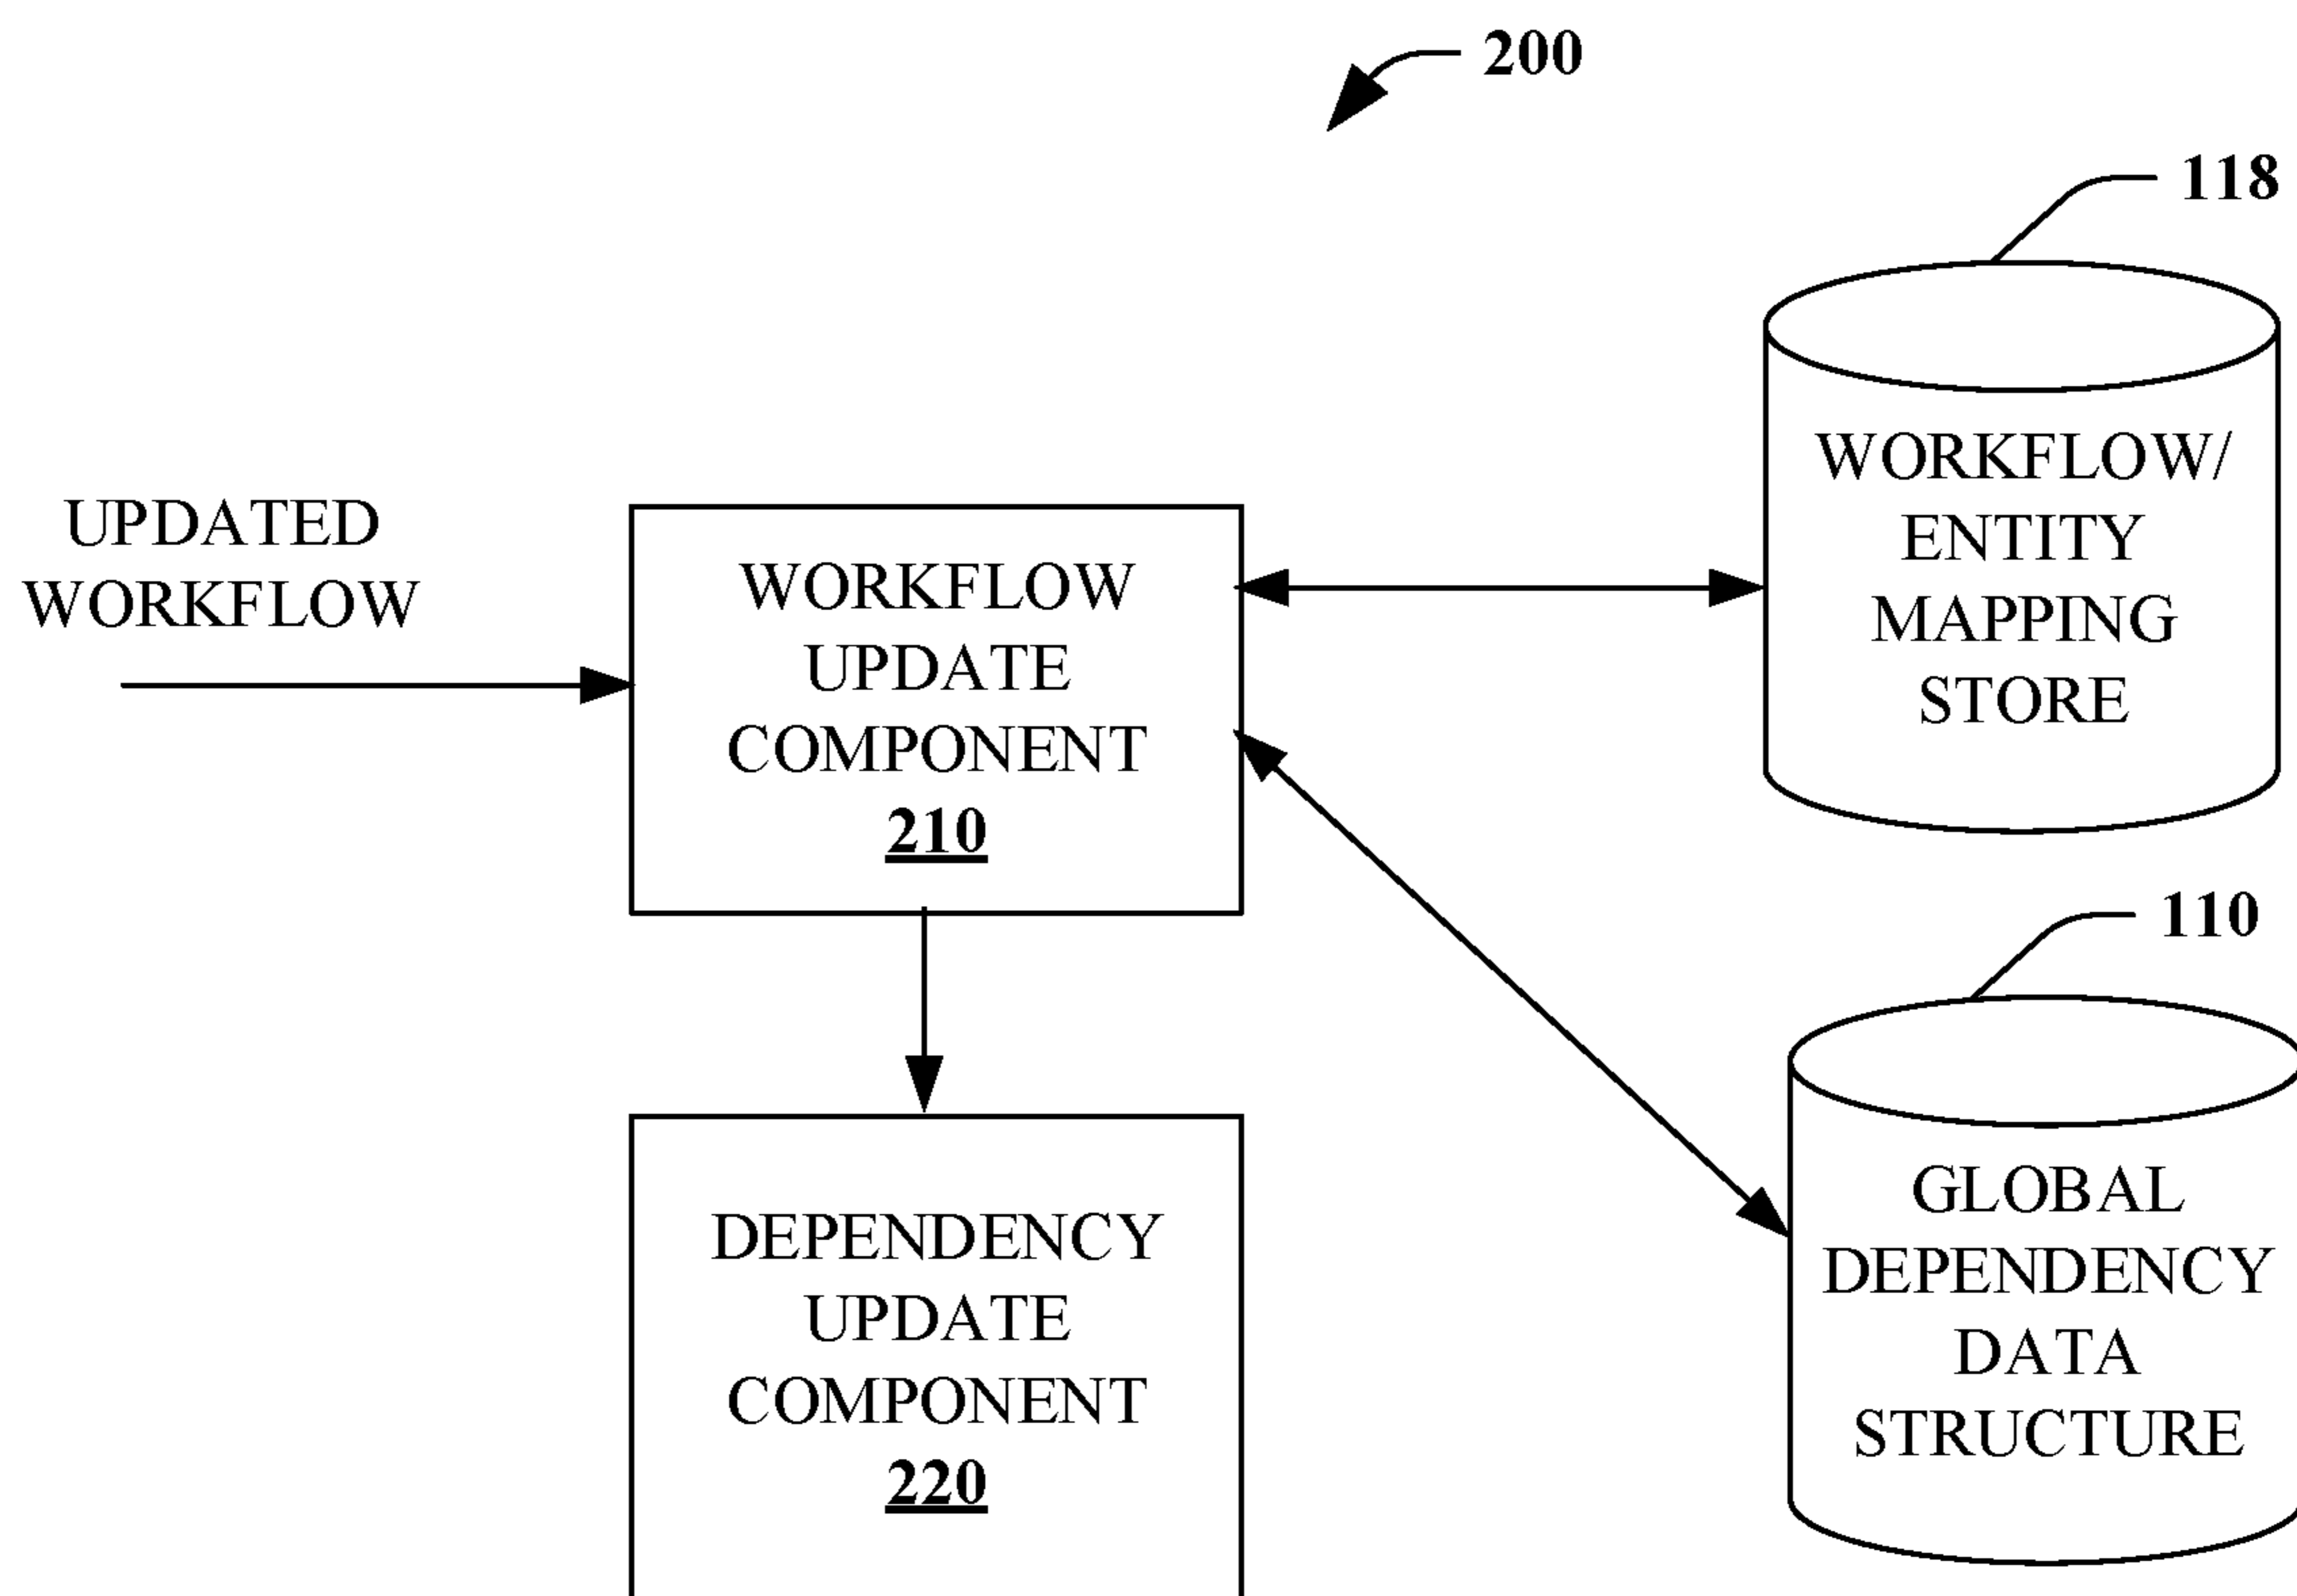 200
118
WORKFLOW/
ENTITY
MAPPING
STORE
UPDATED
WORKFLOW
WORKFLOW
UPDATE
COMPONENT
210
110
GLOBAL
DEPENDENCY
DATA
STRUCTURE
DEPENDENCY
UPDATE
COMPONENT
220